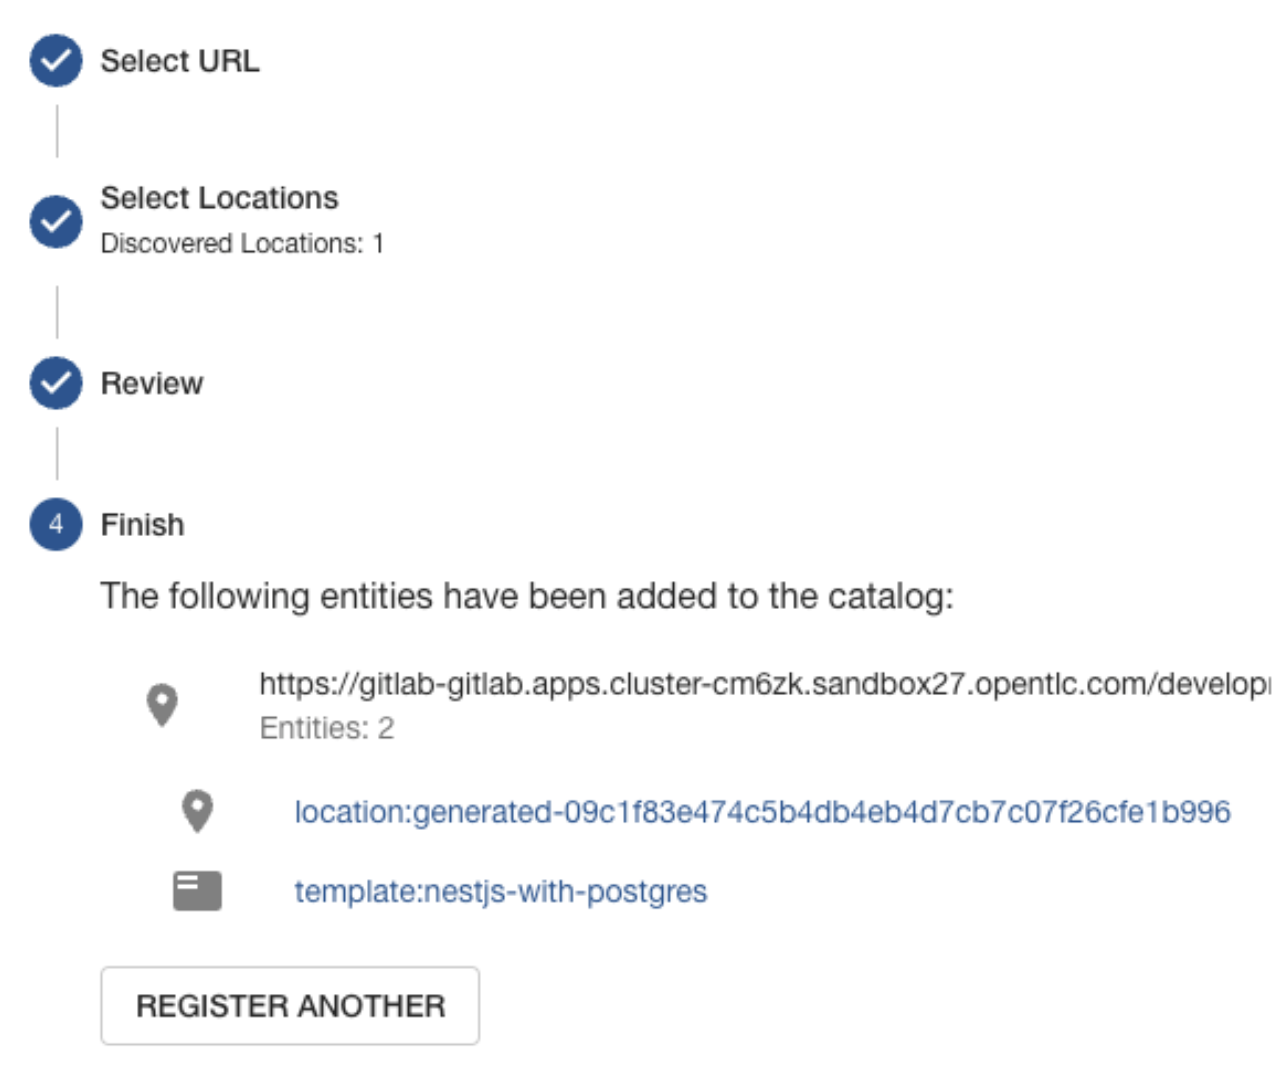 Select URL
Select Locations
Discovered Locations: 1
Review
4
Finish
The following entities have been added to the catalog:
https://gitlab-gitlab.apps.cluster-cm6zk.sandbox27.opentlc.com/develop
Entities: 2
location:generated-09c1f83e474c5b4db4eb4d7cb7c07f26cfe1b996
template:nestjs-with-postgres
REGISTER ANOTHER